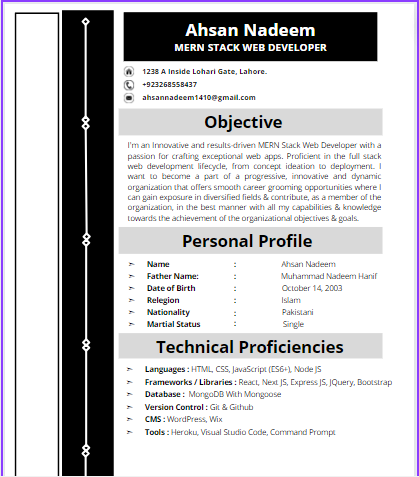 Ahsan Nadeem
MERN STACK WEB DEVELOPER
1238 A Inside Lohari Gate, Lahore.
+923268558437
ahsannadeem1410@gmail.com
Objective
I'm an Innovative and results-driven MERN Stack Web Developer with a
passion for crafting exceptional web apps. Proficient in the full stack
web development lifecycle, from concept ideation to deployment. I
want to become a part of a progressive, innovative and dynamic
organization that offers smooth career grooming opportunities where I
can gain exposure in diversified fields & contribute, as a member of the
organization, in the best manner with all my capabilities & knowledge
towards the achievement of the organizational objectives & goals.
Personal Profile
➣ Name : Ahsan Nadeem
➣ Father Name: : Muhammad Nadeem Hanif
➣ Date of Birth : October 14, 2003
➣ Relegion : Islam
➣ Nationality : Pakistani
➣ Martial Status : Single
Technical Proficiencies
➣ Languages : HTML, CSS, JavaScript (ES6+), Node JS
➣ Frameworks / Libraries : React, Next JS, Express JS, JQuery, Bootstrap
➣ Database : MongoDB With Mongoose
➣ Version Control : Git & Github
➣ CMS : WordPress, Wix
➣ Tools : Heroku, Visual Studio Code, Command Prompt